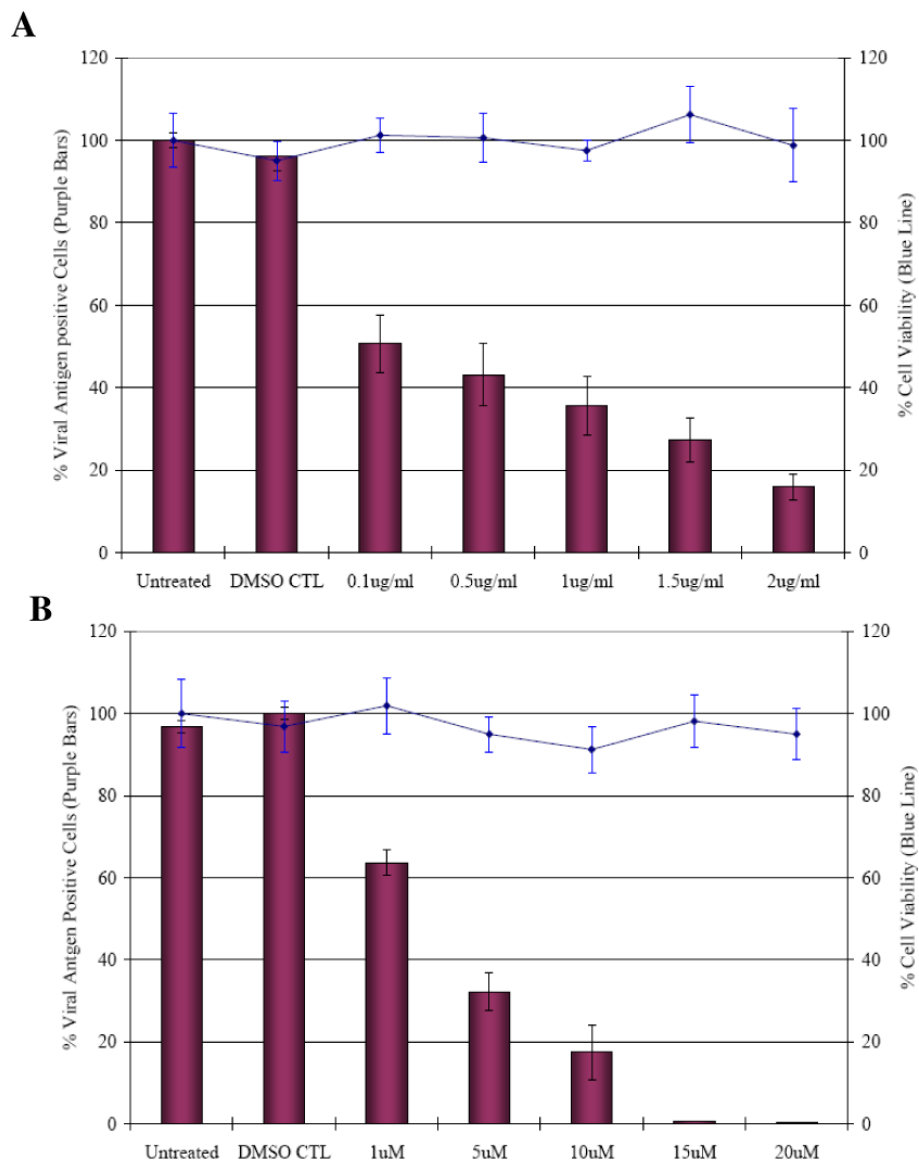 A
120 120
100 100
80 80
60 60
40 40
20 20
0 0
% Viral Antigen positive Cells (Purple Bars)
% Cell Viability (Blue Line)
Untreated DMSO CTL 0.1ug/ml 0.5ug/ml 1ug/ml 1.5ug/ml 2ug/ml
B
120 120
100 100
80 80
60 60
40 40
20 20
0 0
% Viral Antgen Positive Cells (Purple Bars)
% Cell Viability (Blue Line)
Untreated DMSO CTL 1uM 5uM 10uM 15uM 20uM